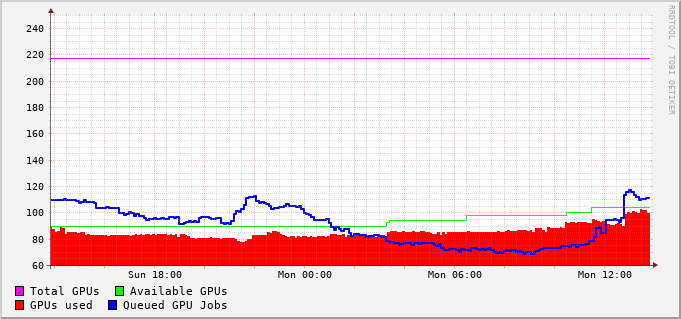 RRDTOOL / TOBI OETIKER
240
220
200
180
160
140
120
100
80
60
Sun 18:00 Mon 00:00 Mon 06:00 Mon 12:00
Total GPUs Available GPUs
GPUs used Queued GPU Jobs